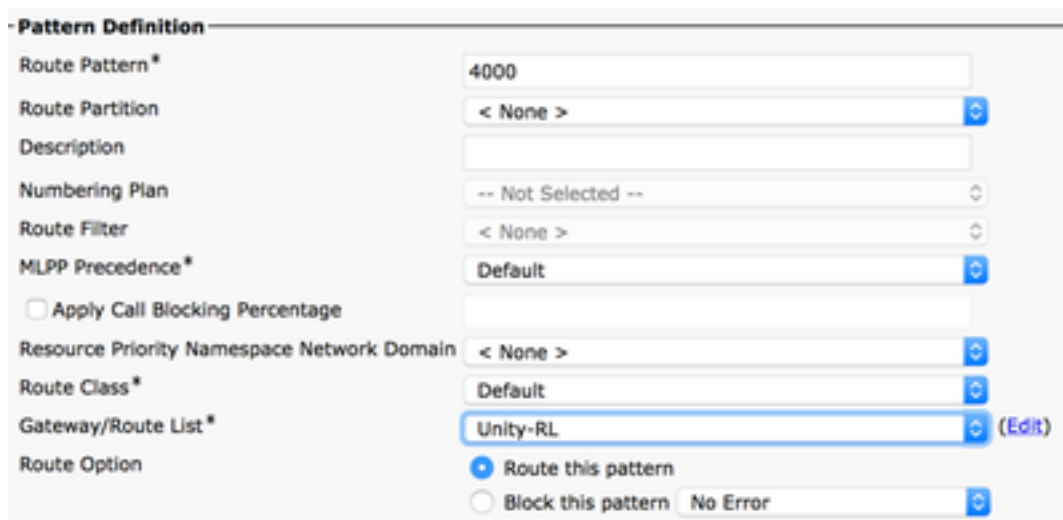 Pattern Definition
Route Pattern* 4000
Route Partition < None >
Description
Numbering Plan -- Not Selected --
Route Filter < None >
MLPP Precedence* Default
Apply Call Blocking Percentage
Resource Priority Namespace Network Domain < None >
Route Class* Default
Gateway/Route List* Unity-RL (Edit)
Route Option Route this pattern
Block this pattern No Error